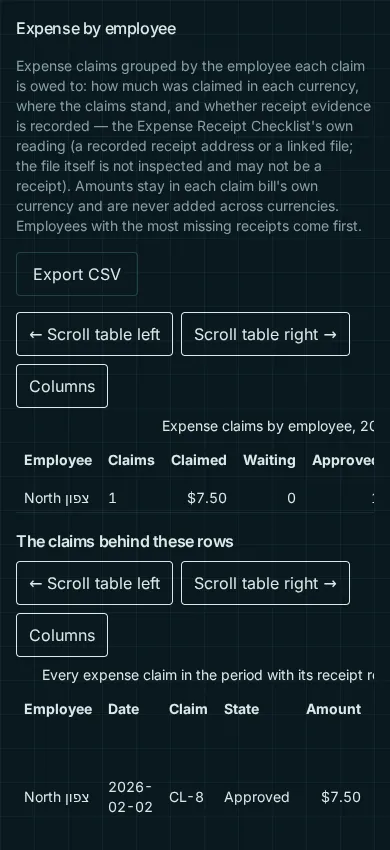 Expense by employee
Expense claims grouped by the employee each claim
is owed to: how much was claimed in each currency,
where the claims stand, and whether receipt evidence
is recorded — the Expense Receipt Checklist's own
reading (a recorded receipt address or a linked file;
the file itself is not inspected and may not be a
receipt). Amounts stay in each claim bill's own
currency and are never added across currencies.
Employees with the most missing receipts come first.
Export CSV
← Scroll table left Scroll table right →
Columns
Expense claims by employee, 20
Employee Claims Claimed Waiting Approved
North צפון 1 $7.50 0
The claims behind these rows
← Scroll table left Scroll table right →
Columns
Every expense claim in the period with its receipt
Employee Date Claim State Amount
North צפון 2026-02-02 CL-8 Approved $7.50